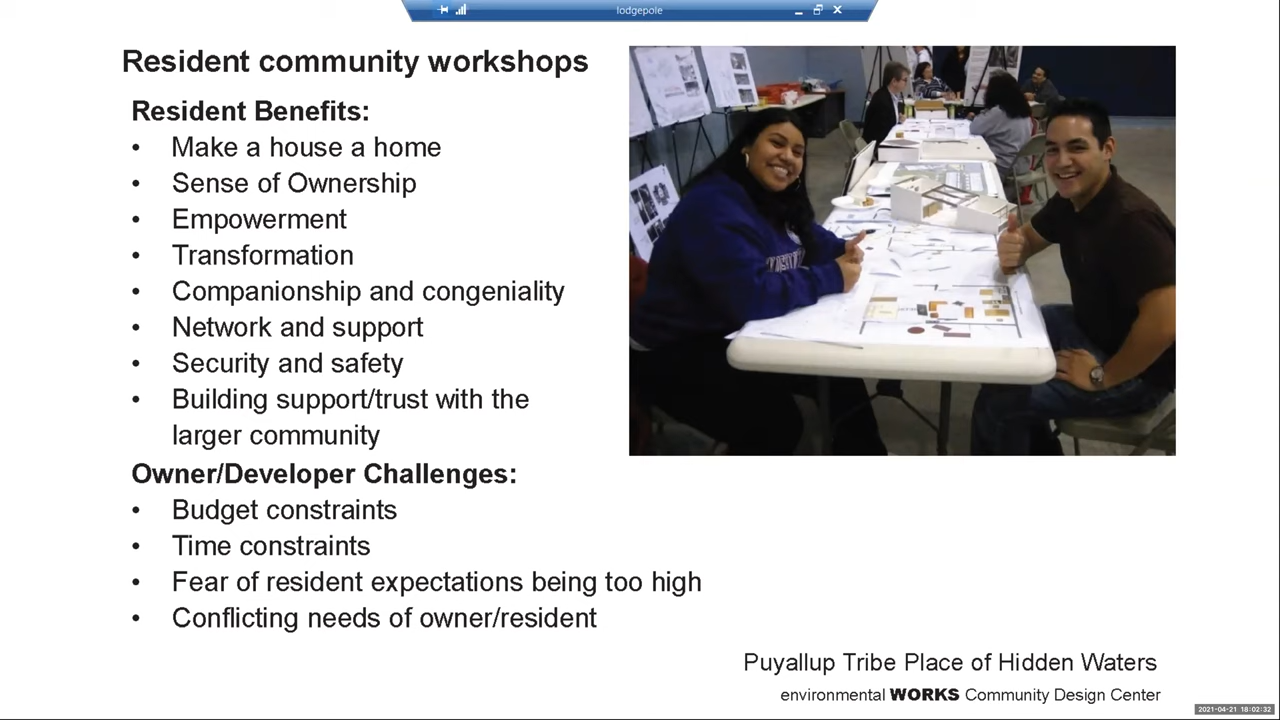 lodgepole
Resident community workshops
Resident Benefits:
• Make a house a home
• Sense of Ownership
• Empowerment
• Transformation
• Companionship and congeniality
• Network and support
• Security and safety
• Building support/trust with the
larger community
Owner/Developer Challenges:
• Budget constraints
• Time constraints
• Fear of resident expectations being too high
• Conflicting needs of owner/resident
Puyallup Tribe Place of Hidden Waters
environmental WORKS Community Design Center
2021-04-21 18:02:32